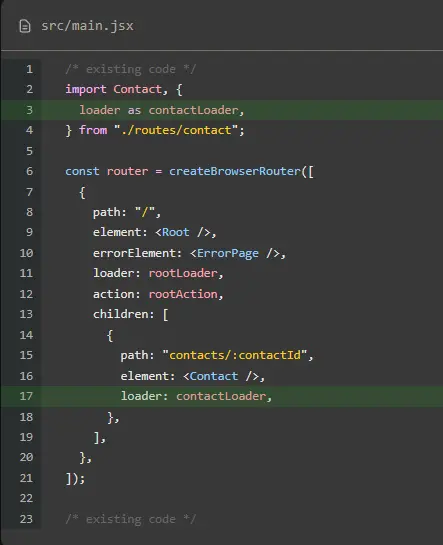 src/main.jsx
1 /* existing code */
2 import Contact, {
3   loader as contactLoader,
4 } from "./routes/contact";
5
6 const router = createBrowserRouter([
7   {
8     path: "/",
9     element: <Root />,
10     errorElement: <ErrorPage />,
11     loader: rootLoader,
12     action: rootAction,
13     children: [
14       {
15         path: "contacts/:contactId",
16         element: <Contact />,
17         loader: contactLoader,
18       },
19     ],
20   },
21 ]);
22
23 /* existing code */